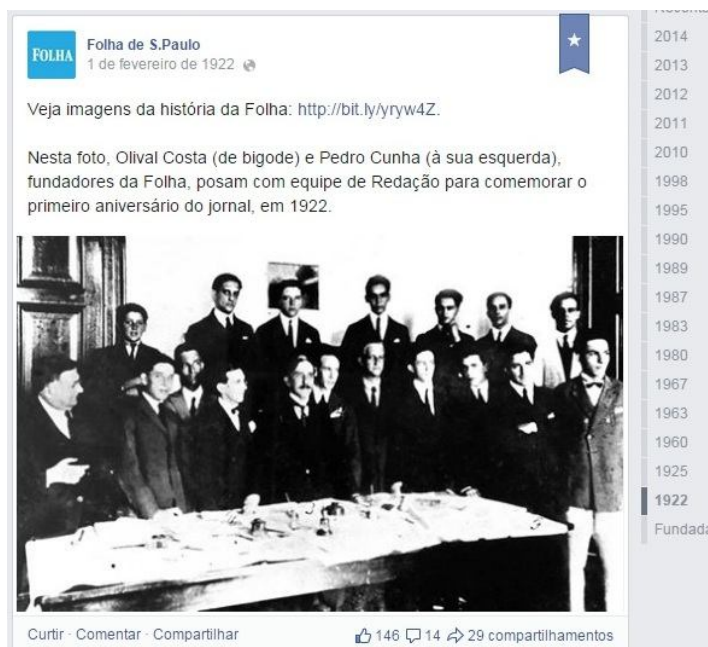 FOLHA
Folha de S.Paulo
1 de fevereiro de 1922
Veja imagens da história da Folha: http://bit.ly/yryw4Z.
Nesta foto, Olival Costa (de bigode) e Pedro Cunha (à sua esquerda),
fundadores da Folha, posam com equipe de Redação para comemorar o
primeiro aniversário do jornal, em 1922.
Curtir · Comentar · Compartilhar
146 14 29 compartilhamentos
2014
2013
2012
2011
2010
1998
1995
1990
1989
1987
1983
1980
1967
1963
1960
1925
1922
Fundada